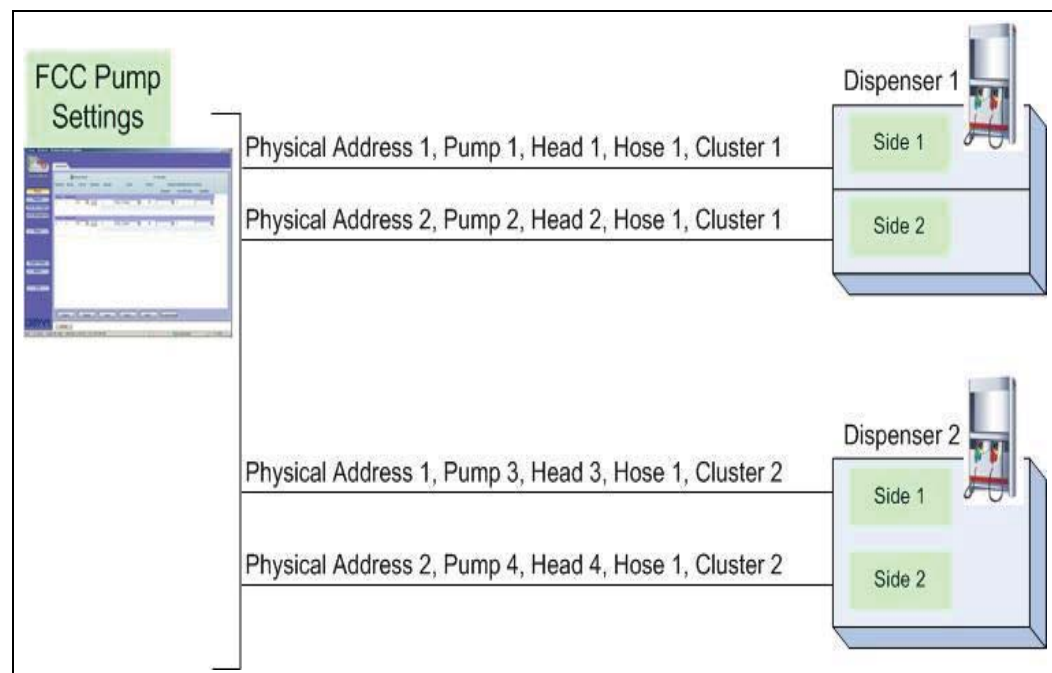 FCC Pump
Settings
Dispenser 1
Physical Address 1, Pump 1, Head 1, Hose 1, Cluster 1
Side 1
Physical Address 2, Pump 2, Head 2, Hose 1, Cluster 1
Side 2
Dispenser 2
Physical Address 1, Pump 3, Head 3, Hose 1, Cluster 2
Side 1
Physical Address 2, Pump 4, Head 4, Hose 1, Cluster 2
Side 2